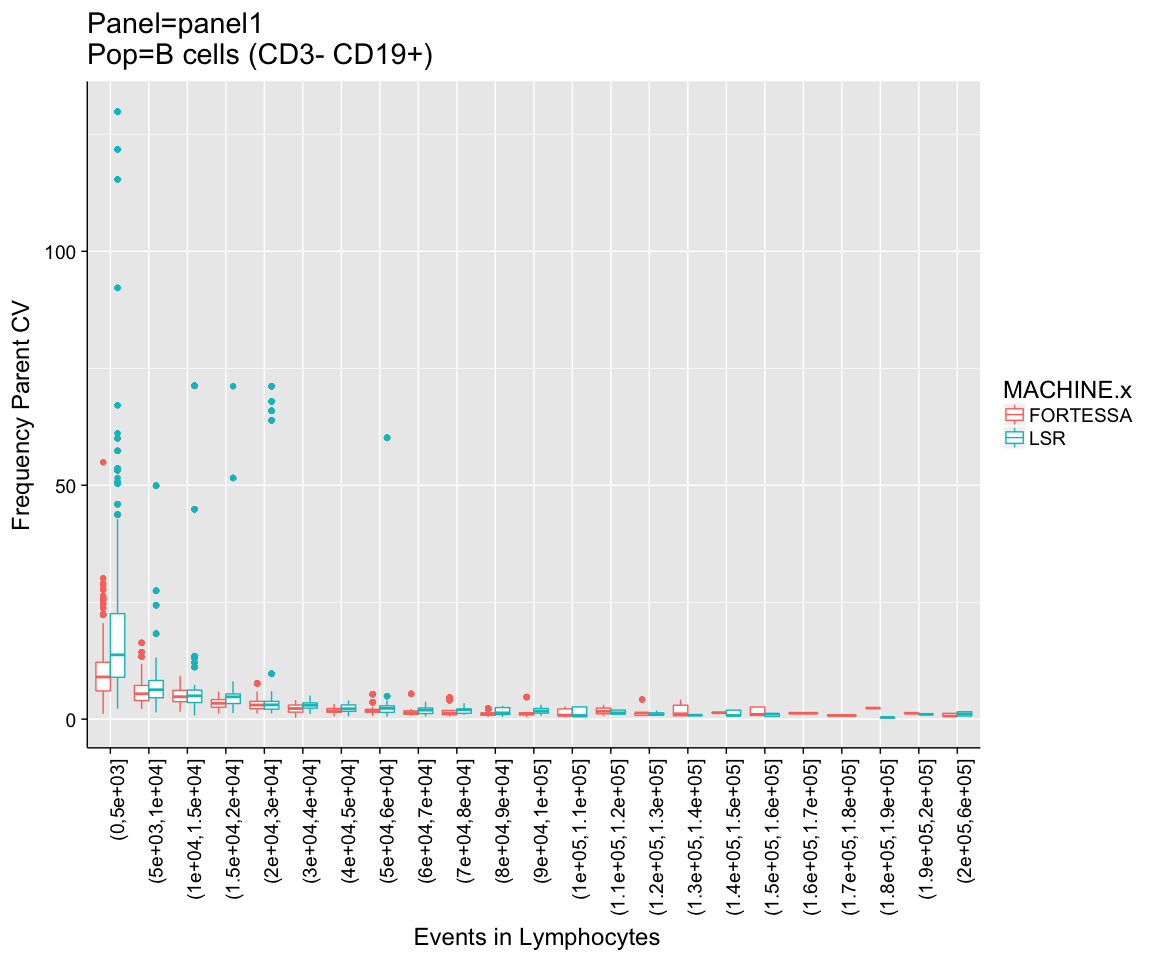 Panel=panel1
Pop=B cells (CD3- CD19+)
Frequency Parent CV
100
50
0
(0,5e+03]
(5e+03,1e+04]
(1e+04,1.5e+04]
(1.5e+04,2e+04]
(2e+04,3e+04]
(3e+04,4e+04]
(4e+04,5e+04]
(5e+04,6e+04]
(6e+04,7e+04]
(7e+04,8e+04]
(8e+04,9e+04]
(9e+04,1e+05]
(1e+05,1.1e+05]
(1.1e+05,1.2e+05]
(1.2e+05,1.3e+05]
(1.3e+05,1.4e+05]
(1.4e+05,1.5e+05]
(1.5e+05,1.6e+05]
(1.6e+05,1.7e+05]
(1.7e+05,1.8e+05]
(1.8e+05,1.9e+05]
(1.9e+05,2e+05]
(2e+05,6e+05]
Events in Lymphocytes
MACHINE.x
FORTESSA
LSR